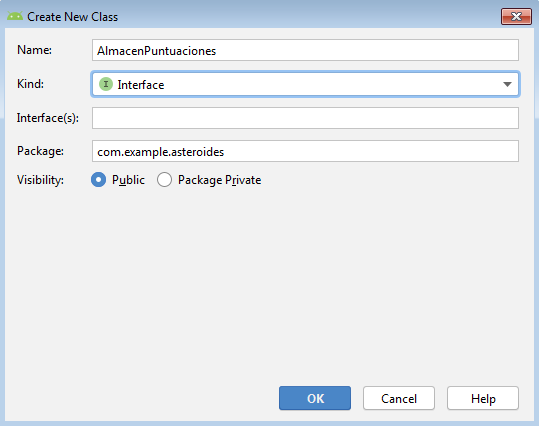 Create New Class
Name: AlmacenPuntuaciones
Kind: I Interface
Interface(s):
Package: com.example.asteroides
Visibility: Public Package Private
OK Cancel Help